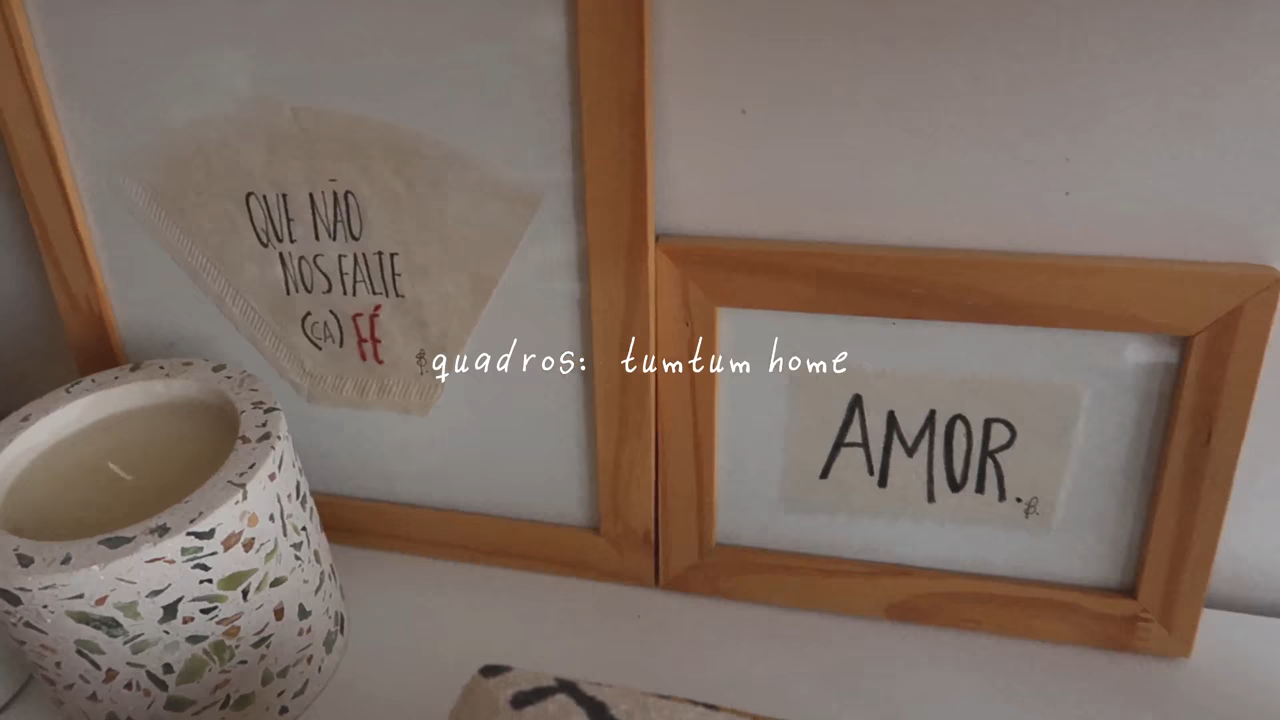 QUE NÃO
NOS FALTE
(CA) FÉ
quadros: tumtum home
AMOR.
B.